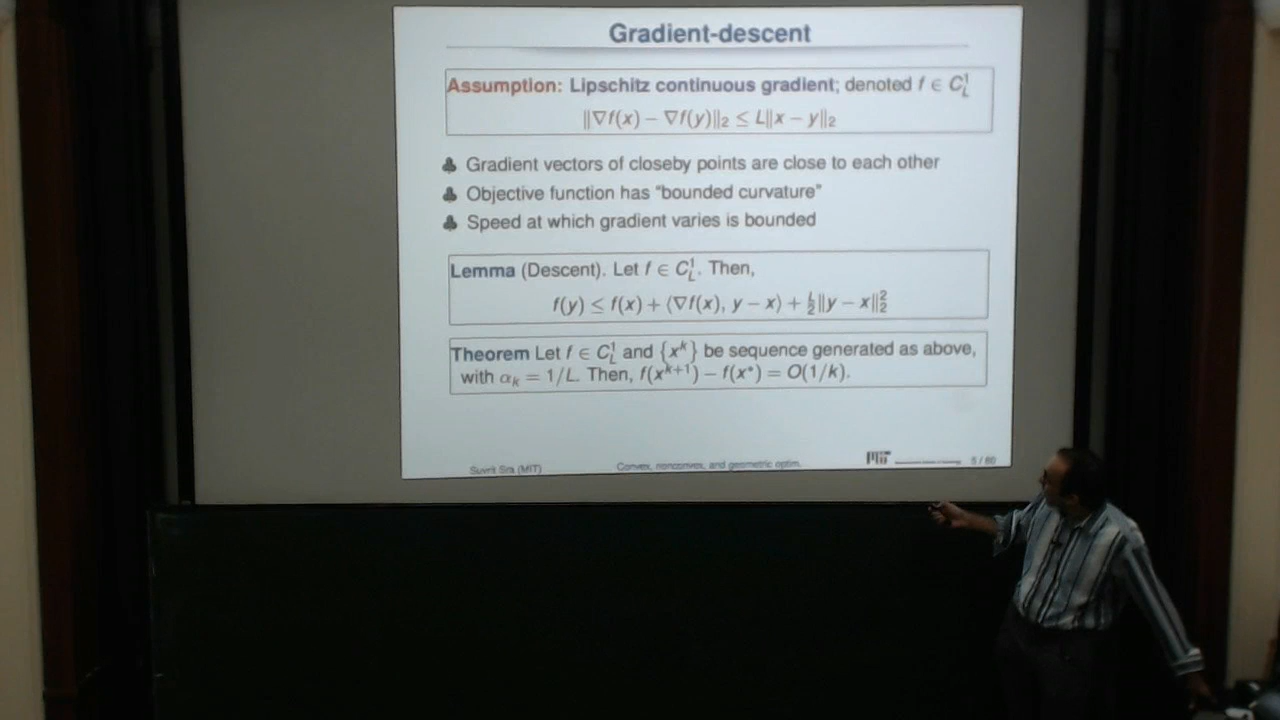 Gradient-descent
Assumption: Lipschitz continuous gradient; denoted f ∈ C¹_L
‖∇f(x) − ∇f(y)‖₂ ≤ L‖x − y‖₂
♣ Gradient vectors of closeby points are close to each other
♣ Objective function has "bounded curvature"
♣ Speed at which gradient varies is bounded
Lemma (Descent). Let f ∈ C¹_L. Then,
f(y) ≤ f(x) + ⟨∇f(x), y − x⟩ + L/2‖y − x‖²₂
Theorem Let f ∈ C¹_L and {x^k} be sequence generated as above,
with α_k = 1/L. Then, f(x^{k+1}) − f(x*) = O(1/k).
Suvrit Sra (MIT)
Convex, nonconvex, and geometric optim.
5 / 60